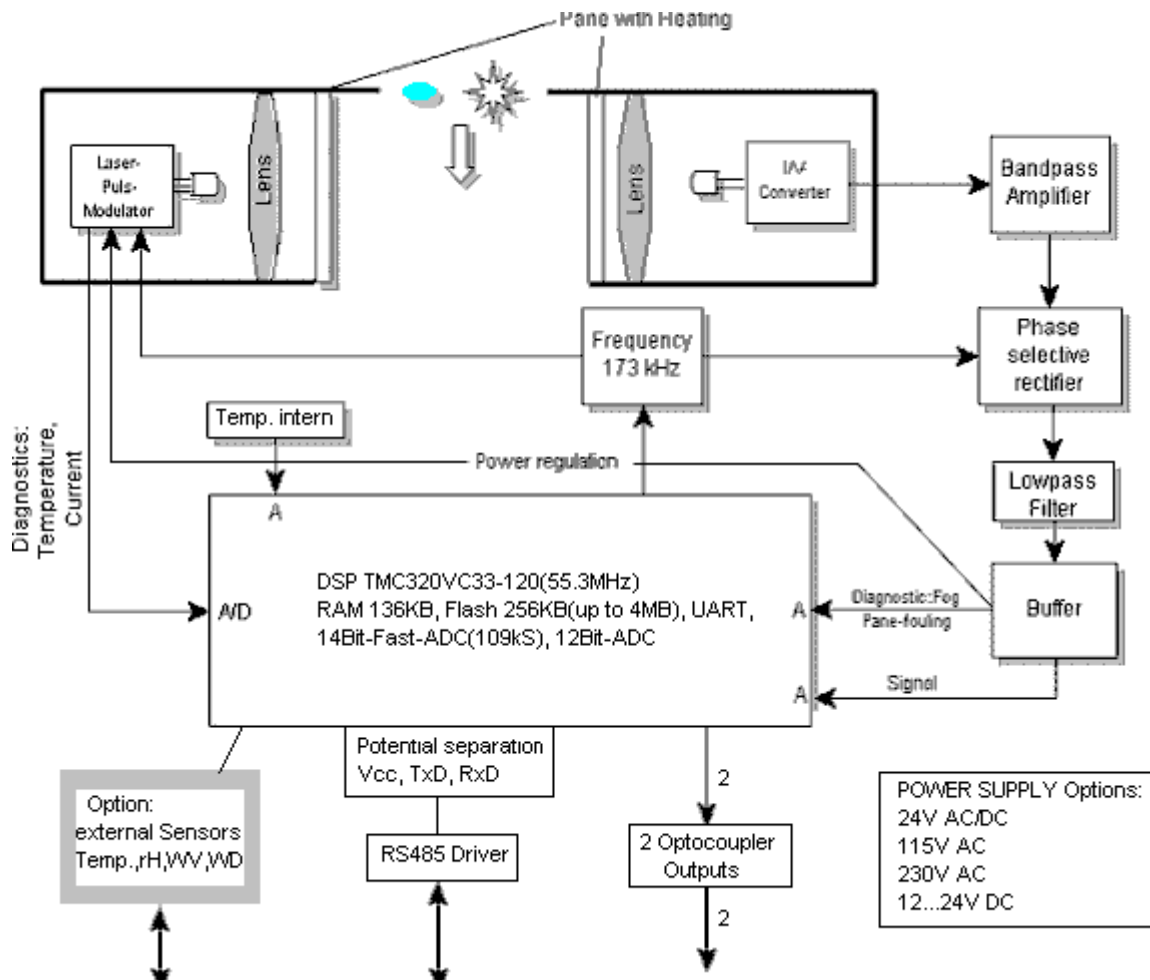 Pane with Heating
Laser-
Puls-
Modulator
Lens
Lens
Converter
Bandpass
Amplifier
Frequency
173 kHz
Phase
selective
rectifier
Temp. intern
Diagnostics:
Temperature,
Current
Power regulation
Lowpass
Filter
A
DSP TMC320VC33-120(55.3MHz)
RAM 136KB, Flash 256KB(up to 4MB), UART,
14Bit-Fast-ADC(109kS), 12Bit-ADC
A/D
A
Diagnostic::Fog
Pane-fouling
Buffer
A
Signal
Potential separation
Vcc, TxD, RxD
2
Option:
external Sensors
Temp.,rH,WV,WD
RS485 Driver
2 Optocoupler
Outputs
2
POWER SUPPLY Options:
24V AC/DC
115V AC
230V AC
12...24V DC